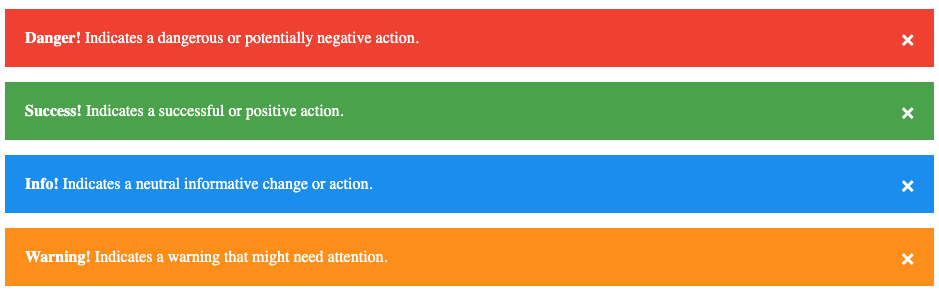 Danger! Indicates a dangerous or potentially negative action. ×
Success! Indicates a successful or positive action. ×
Info! Indicates a neutral informative change or action. ×
Warning! Indicates a warning that might need attention. ×